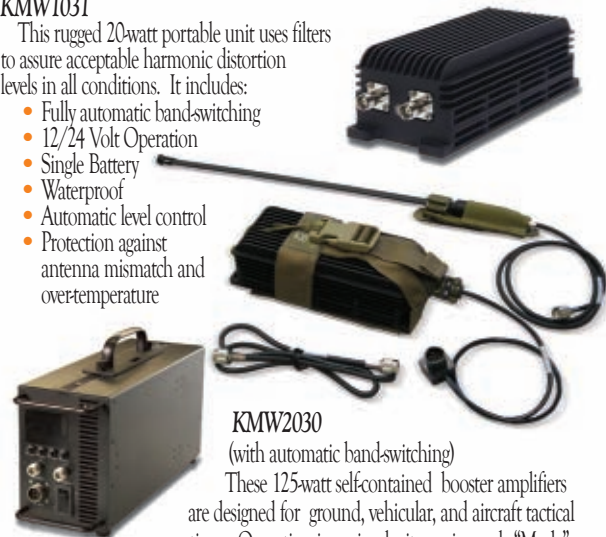 KMW1031
This rugged 20-watt portable unit uses filters
to assure acceptable harmonic distortion
levels in all conditions. It includes:
• Fully automatic band-switching
• 12/24 Volt Operation
• Single Battery
• Waterproof
• Automatic level control
• Protection against
antenna mismatch and
over-temperature
KMW2030
(with automatic band-switching)
These 125-watt self-contained booster amplifiers
are designed for ground, vehicular, and aircraft tactical